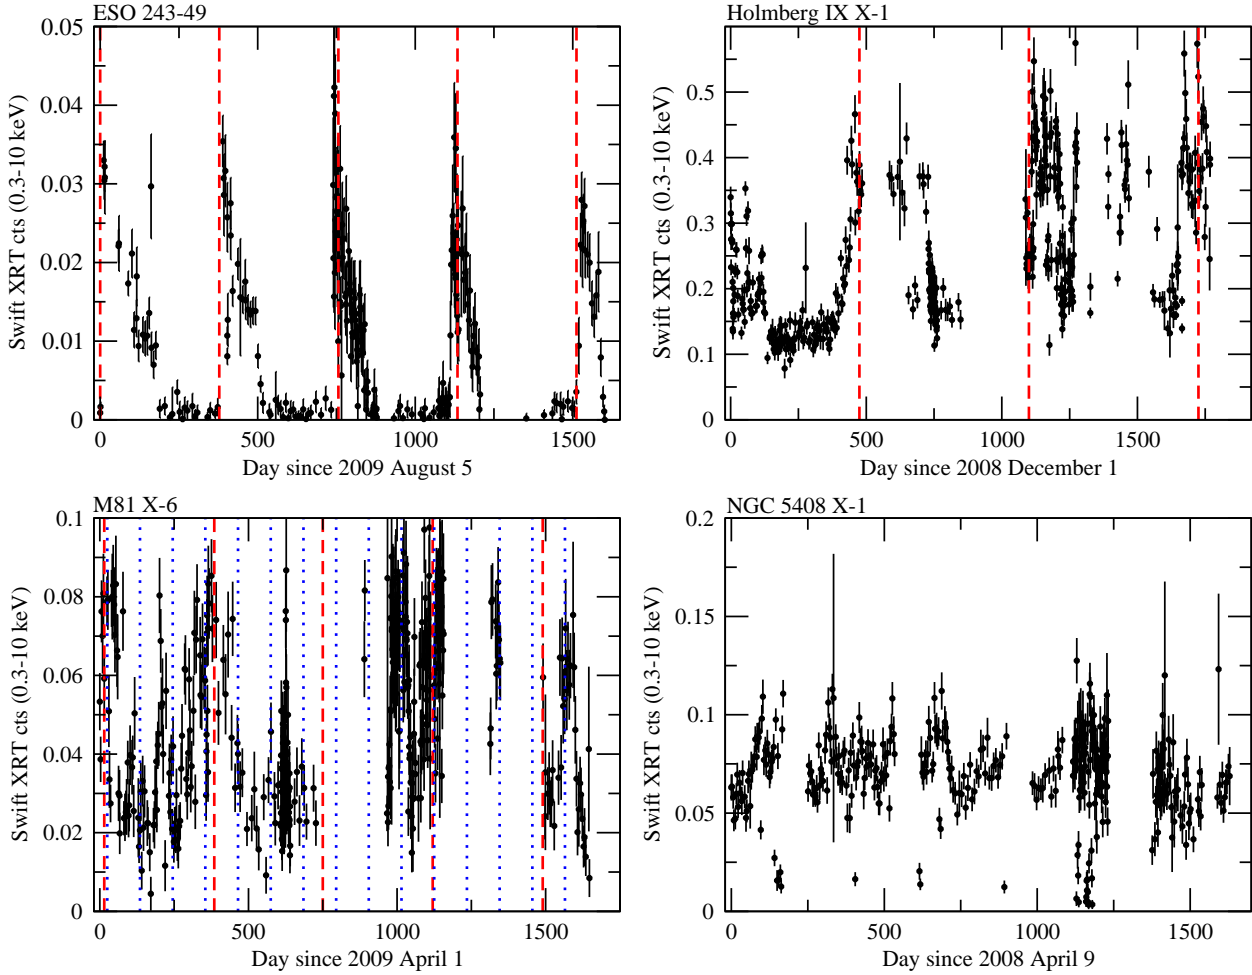 ESO 243-49
Swift XRT cts (0.3-10 keV)
0.05
0.04
0.03
0.02
0.01
0
0 500 1000 1500
Day since 2009 August 5
Holmberg IX X-1
Swift XRT cts (0.3-10 keV)
0.5
0.4
0.3
0.2
0.1
0
0 500 1000 1500
Day since 2008 December 1
M81 X-6
Swift XRT cts (0.3-10 keV)
0.1
0.08
0.06
0.04
0.02
0
0 500 1000 1500
Day since 2009 April 1
NGC 5408 X-1
Swift XRT cts (0.3-10 keV)
0.2
0.15
0.1
0.05
0
0 500 1000 1500
Day since 2008 April 9